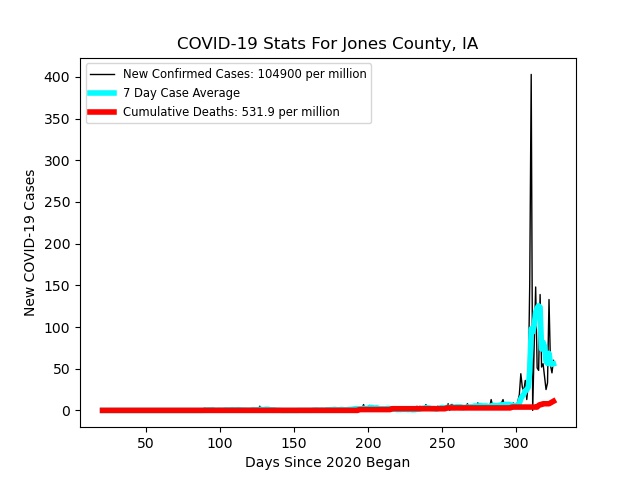 COVID-19 Stats For Jones County, IA
New Confirmed Cases: 104900 per million
7 Day Case Average
Cumulative Deaths: 531.9 per million
New COVID-19 Cases
400
350
300
250
200
150
100
50
0
50 100 150 200 250 300
Days Since 2020 Began